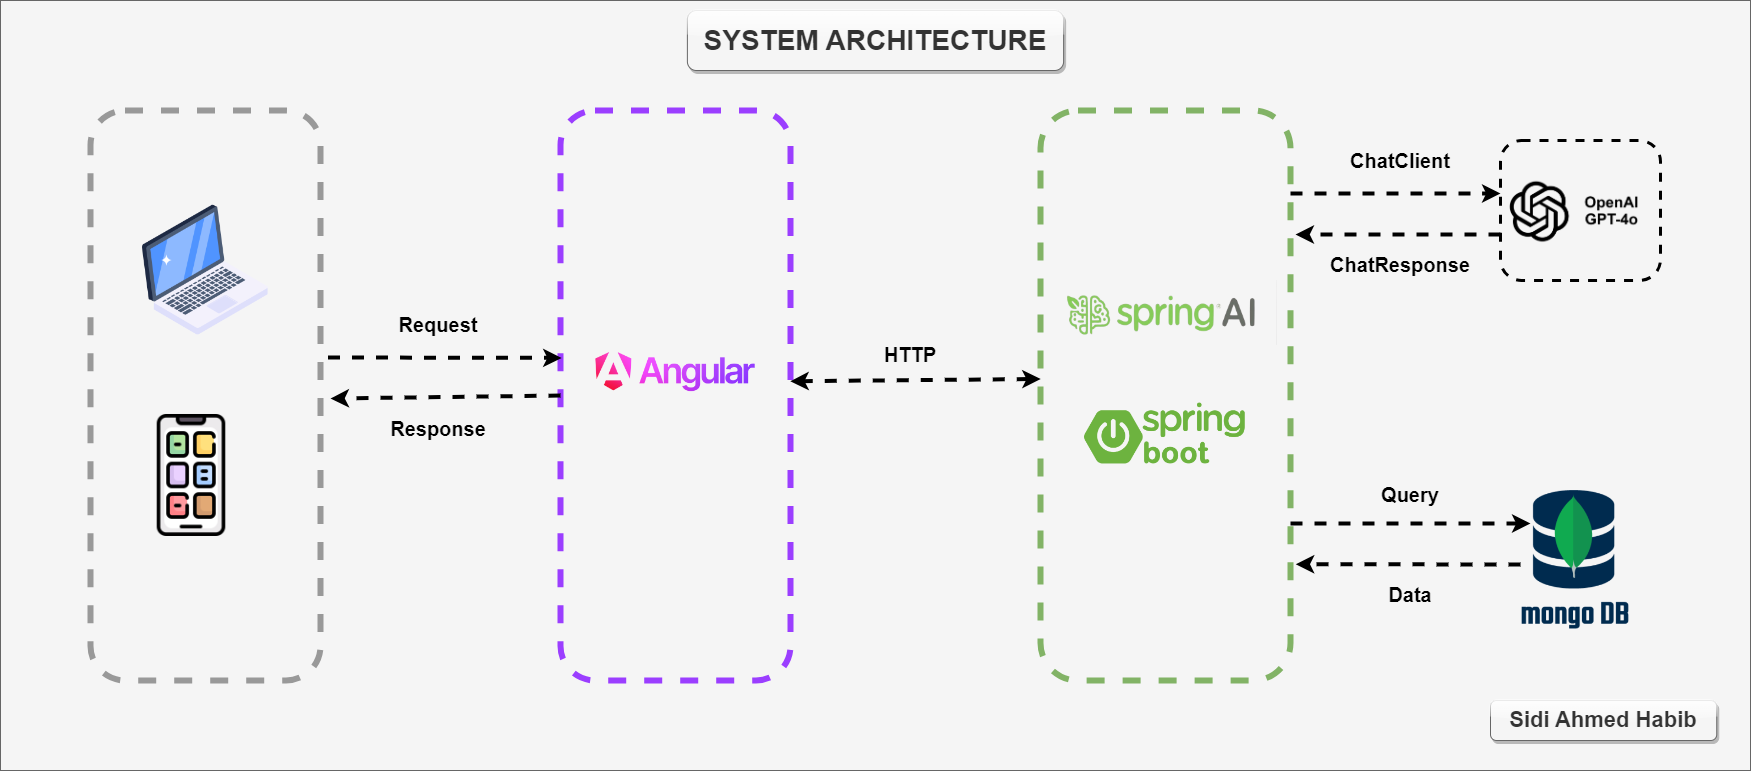 SYSTEM ARCHITECTURE
Request
Response
Angular
HTTP
spring AI
spring
boot
ChatClient
ChatResponse
OpenAI
GPT-4o
Query
Data
mongo DB
Sidi Ahmed Habib